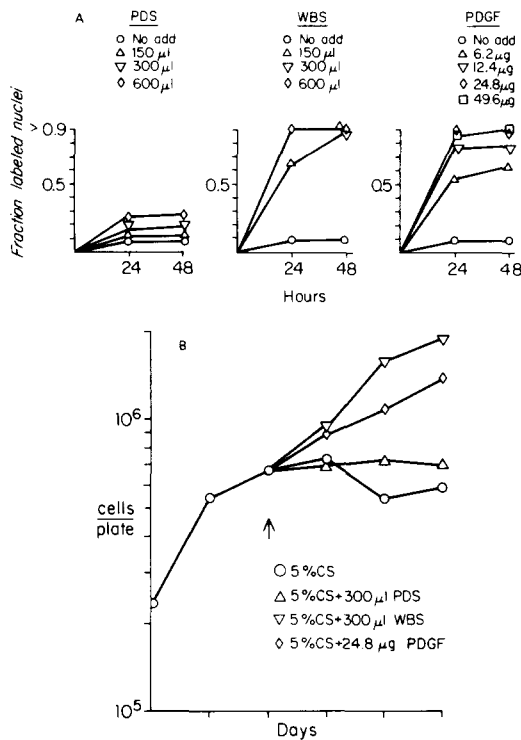 A
PDS
○ No add
△ 150 μl
▽ 300 μl
◇ 600 μl
WBS
○ No add
△ 150 μl
▽ 300 μl
◇ 600 μl
PDGF
○ No add
△ 6.2 μg
▽ 12.4 μg
◇ 24.8 μg
□ 49.6 μg
Fraction labeled nuclei
> 0.9
0.5
24 48
0.5
24 48
0.5
24 48
Hours
B
10⁶
cells
plate
10⁵
○ 5%CS
△ 5%CS+300 μl PDS
▽ 5%CS+300 μl WBS
◇ 5%CS+24.8 μg PDGF
Days